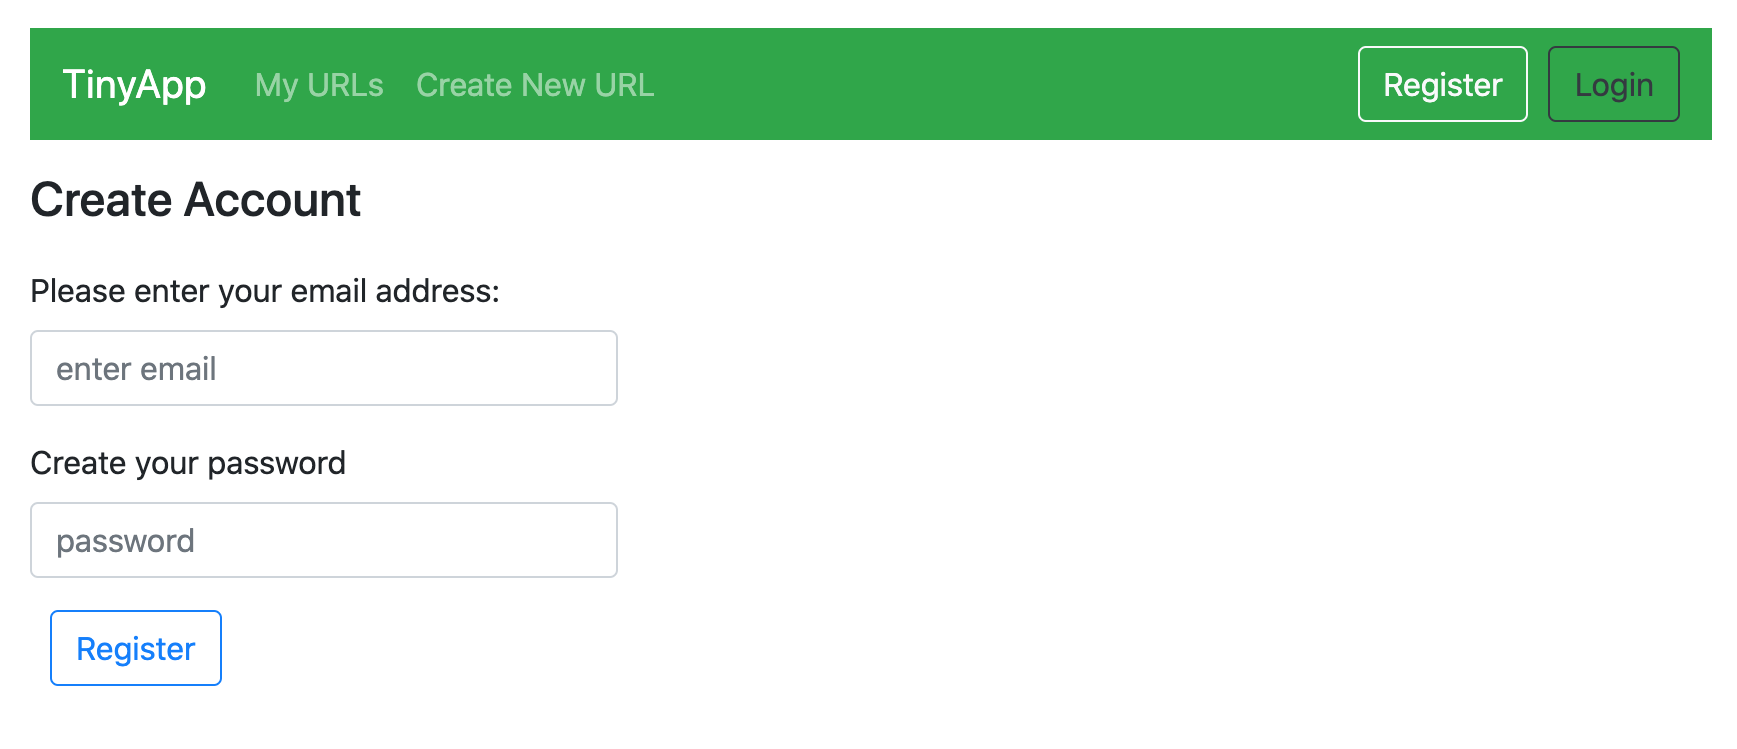 TinyApp My URLs Create New URL Register Login
Create Account
Please enter your email address:
enter email
Create your password
password
Register